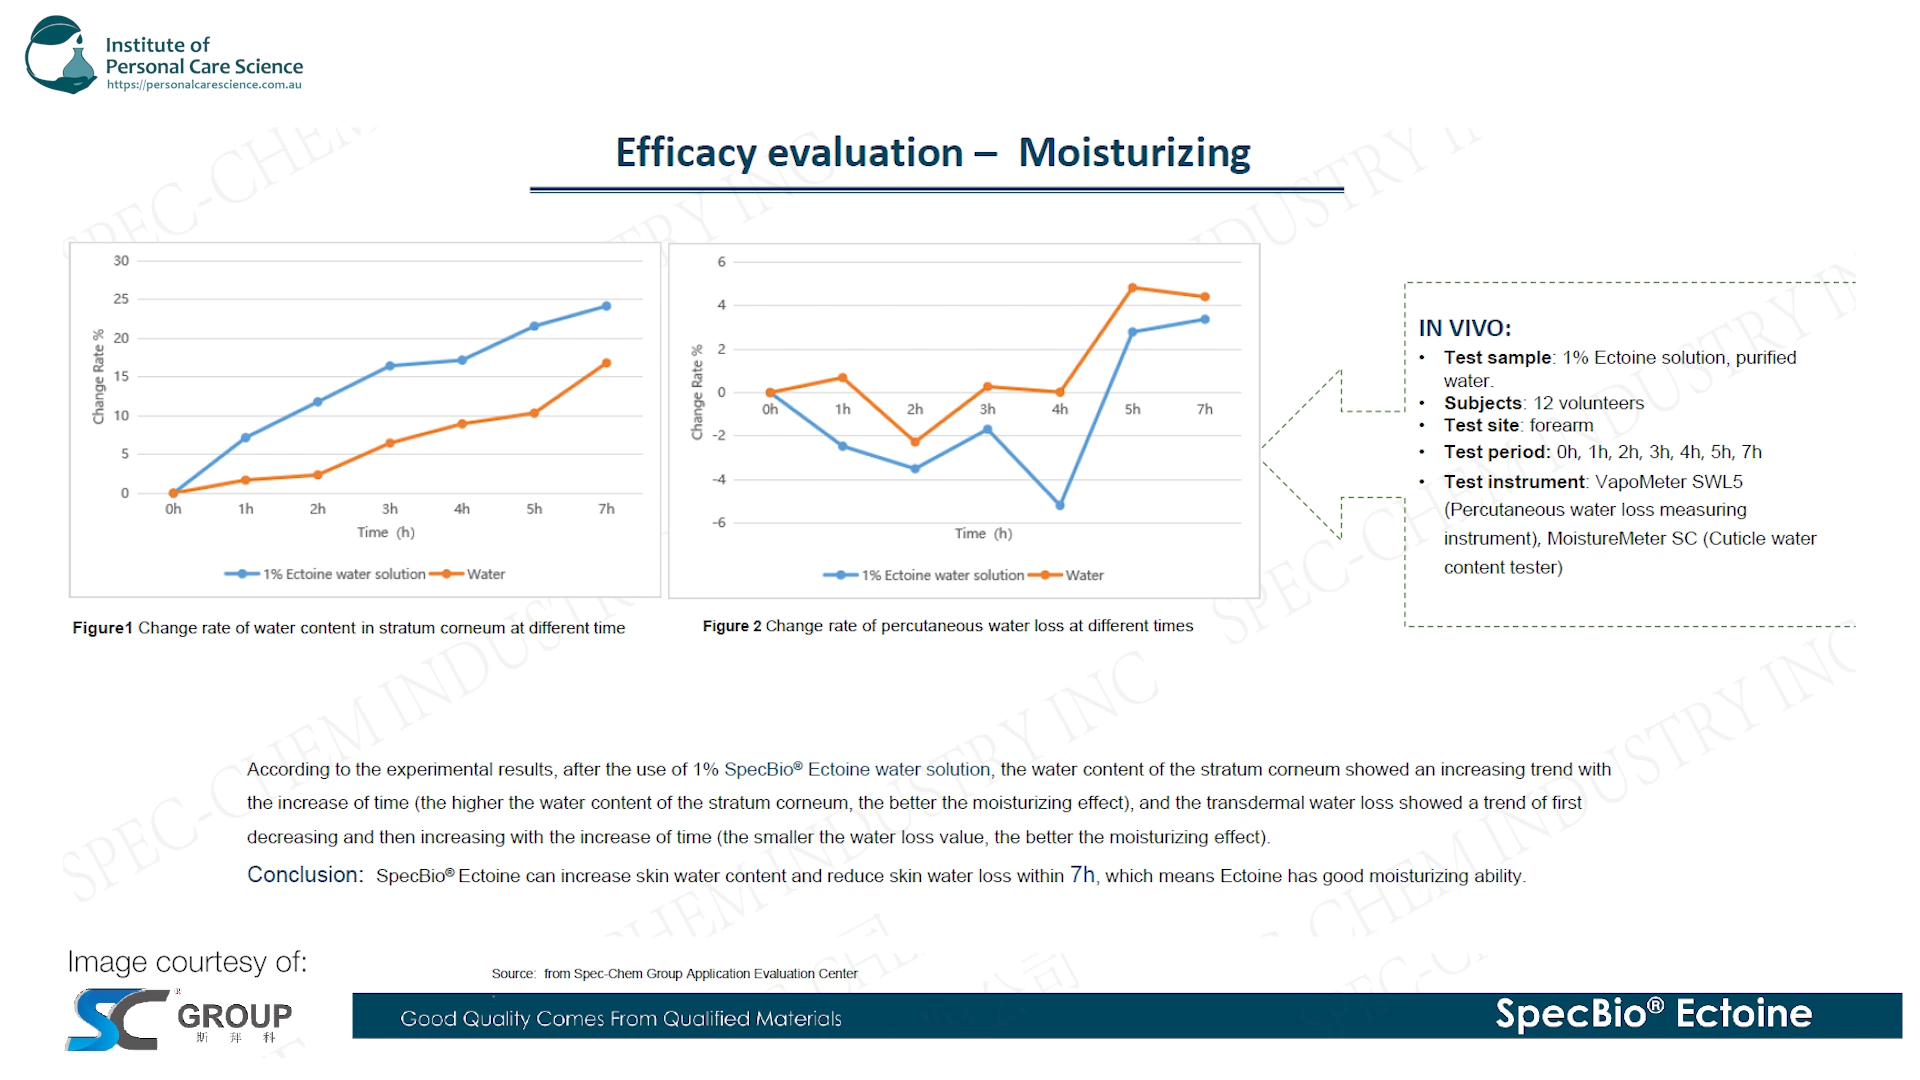 Institute of
Personal Care Science
https://personalcarescience.com.au
Efficacy evaluation – Moisturizing
30
25
20
15
10
5
0
Change Rate %
0h 1h 2h 3h 4h 5h 7h
Time (h)
1% Ectoine water solution Water
Figure1 Change rate of water content in stratum corneum at different time
6
4
2
0
-2
-4
-6
Change Rate %
0h 1h 2h 3h 4h 5h 7h
Time (h)
1% Ectoine water solution Water
Figure 2 Change rate of percutaneous water loss at different times
IN VIVO:
• Test sample: 1% Ectoine solution, purified
water.
• Subjects: 12 volunteers
• Test site: forearm
• Test period: 0h, 1h, 2h, 3h, 4h, 5h, 7h
• Test instrument: VapoMeter SWL5
(Percutaneous water loss measuring
instrument), MoistureMeter SC (Cuticle water
content tester)
According to the experimental results, after the use of 1% SpecBio® Ectoine water solution, the water content of the stratum corneum showed an increasing trend with
the increase of time (the higher the water content of the stratum corneum, the better the moisturizing effect), and the transdermal water loss showed a trend of first
decreasing and then increasing with the increase of time (the smaller the water loss value, the better the moisturizing effect).
Conclusion: SpecBio® Ectoine can increase skin water content and reduce skin water loss within 7h, which means Ectoine has good moisturizing ability.
Image courtesy of:
SC® GROUP
斯拜科
Source: from Spec-Chem Group Application Evaluation Center
Good Quality Comes From Qualified Materials
SpecBio® Ectoine
SPEC-CHEM INDUSTRY INC